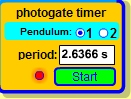 photogate timer
Pendulum: 1 2
period: 2.6366 s
Start